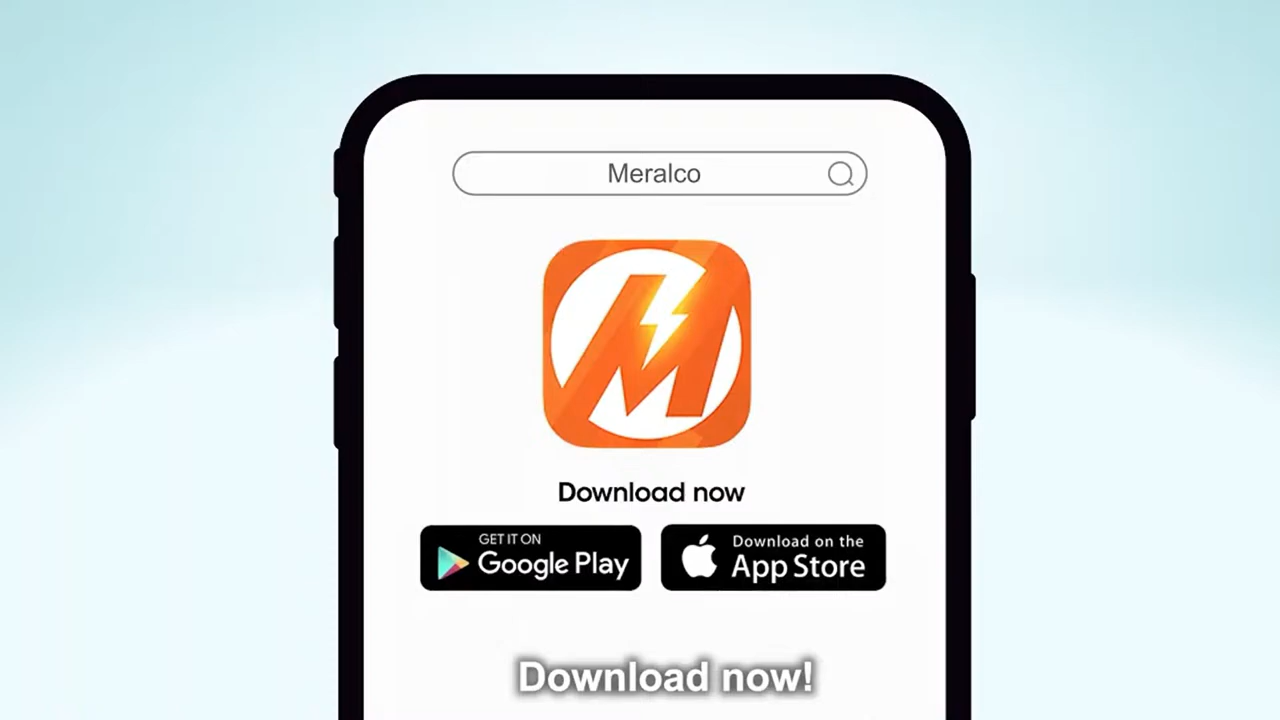 Meralco
Download now
GET IT ON
Google Play
Download on the
App Store
Download now!